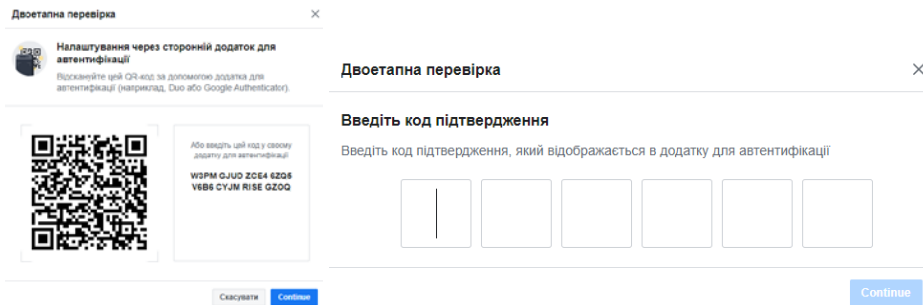 Двоетапна перевірка
Налаштування через сторонній додаток для
автентифікації
Відскануйте цей QR-код за допомогою додатка для
автентифікації (наприклад, Duo або Google Authenticator).
Або введіть цей код у своєму
додатку для автентифікації
W3PM GJUD ZCE4 6ZQ5
V6B6 CYJM RISE GZOQ
Скасувати
Continue
Двоетапна перевірка
Введіть код підтвердження
Введіть код підтвердження, який відображається в додатку для автентифікації
Continue